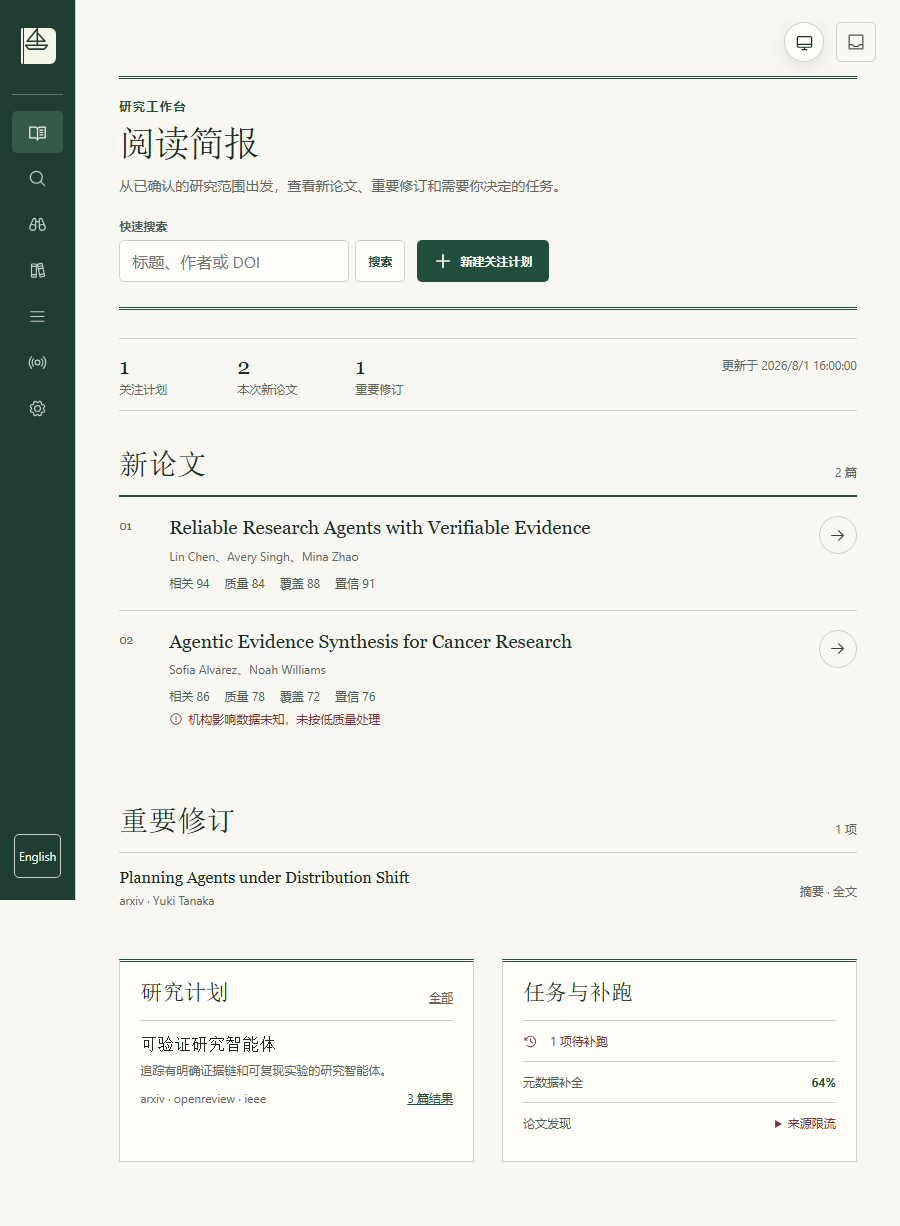 研究工作台
阅读简报
从已确认的研究范围出发，查看新论文、重要修订和需要你决定的任务。
快速搜索
标题、作者或 DOI
搜索
新建关注计划
1
关注计划
2
本次新论文
1
重要修订
更新于 2026/8/1 16:00:00
新论文
2 篇
01
Reliable Research Agents with Verifiable Evidence
Lin Chen、Avery Singh、Mina Zhao
相关 94 质量 84 覆盖 88 置信 91
02
Agentic Evidence Synthesis for Cancer Research
Sofia Alvarez、Noah Williams
相关 86 质量 78 覆盖 72 置信 76
机构影响数据未知，未按低质量处理
重要修订
1 项
English
Planning Agents under Distribution Shift
arxiv · Yuki Tanaka
摘要 · 全文
研究计划
全部
可验证研究智能体
追踪有明确证据链和可复现实验的研究智能体。
arxiv · openreview · ieee
3 篇结果
任务与补跑
1 项待补跑
元数据补全
64%
论文发现
来源限流